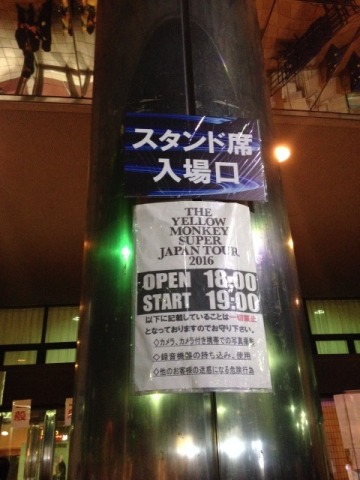 スタンド席
入場口
THE
YELLOW
MONKEY
SUPER
JAPAN TOUR
2016
OPEN 18:00
START 19:00
以下に記載していることは一切禁止
となっておりますのでお守り下さい。
◇カメラ、カメラ付き携帯での写真撮影
◇録音機等の持ち込み、使用
◇他のお客様の迷惑になる危険行為
般